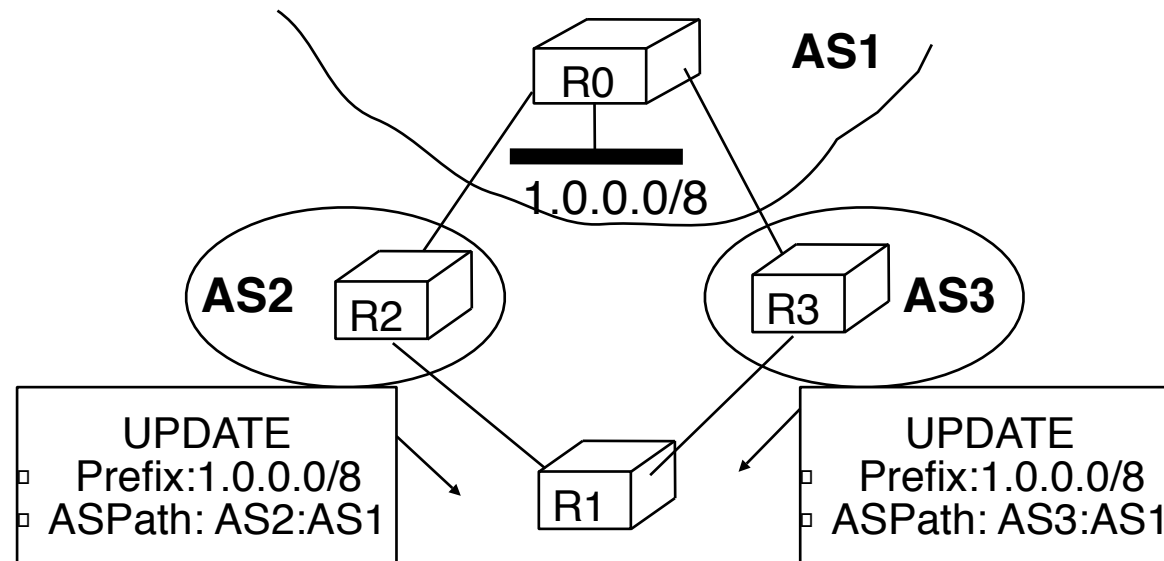 AS1
R0
1.0.0.0/8
AS2
R2
R3
AS3
UPDATE
Prefix:1.0.0.0/8
ASPath: AS2:AS1
R1
UPDATE
Prefix:1.0.0.0/8
ASPath: AS3:AS1